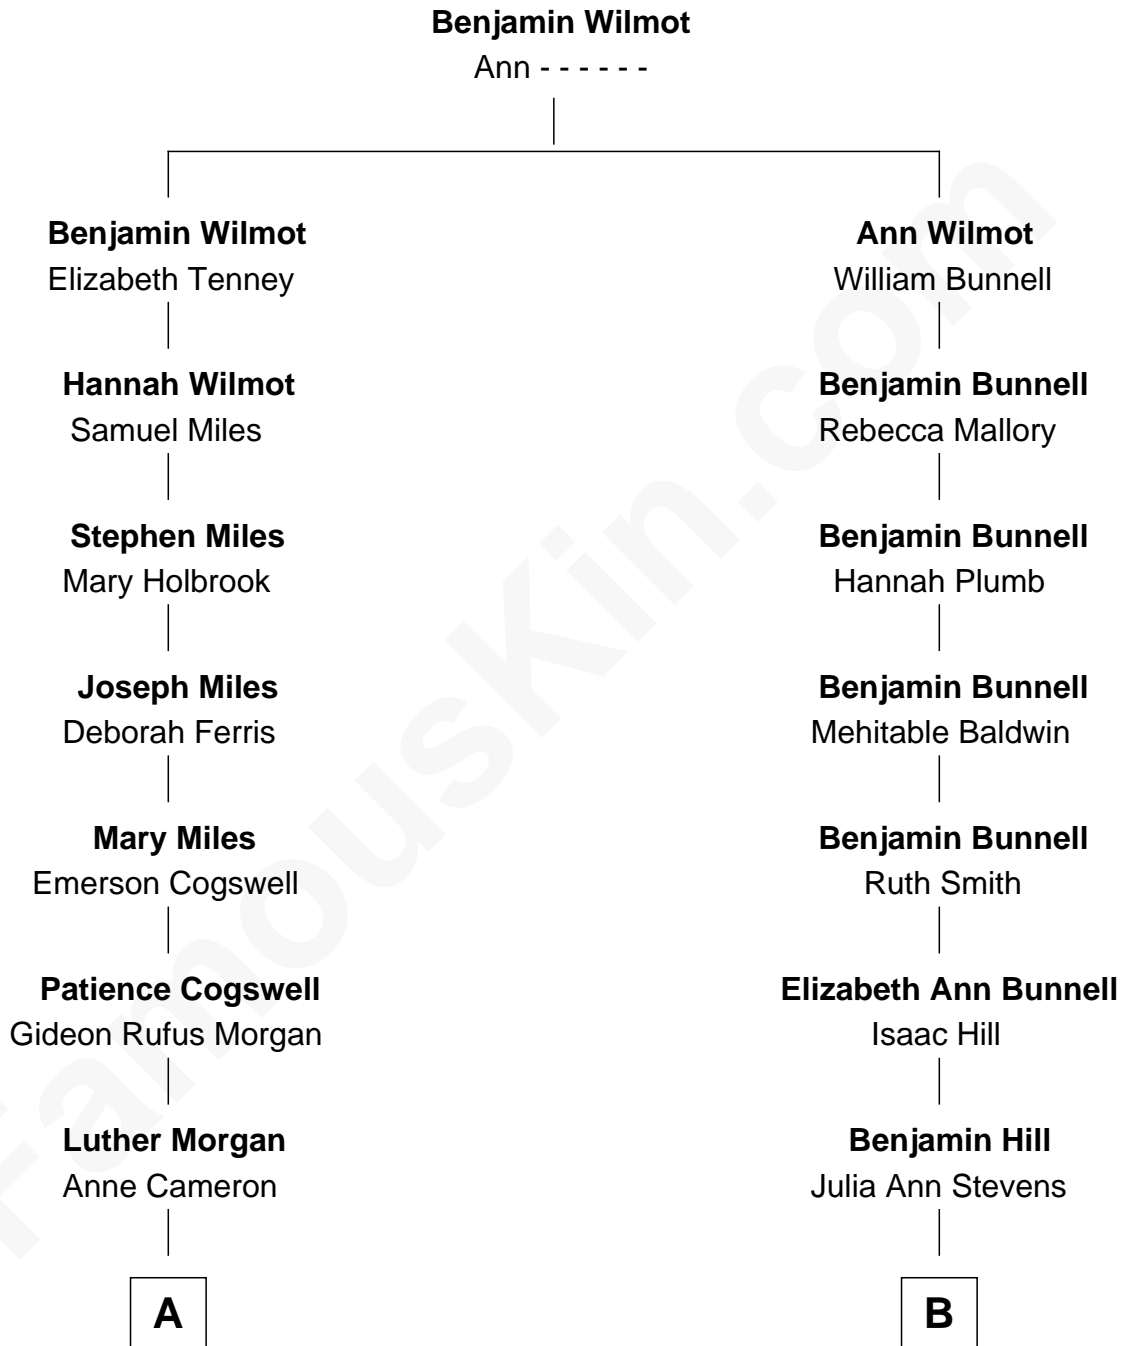 Benjamin Wilmot
Ann - - - - - -
Benjamin Wilmot
Elizabeth Tenney
Ann Wilmot
William Bunnell
Hannah Wilmot
Samuel Miles
Benjamin Bunnell
Rebecca Mallory
Stephen Miles
Mary Holbrook
Benjamin Bunnell
Hannah Plumb
Joseph Miles
Deborah Ferris
Benjamin Bunnell
Mehitable Baldwin
Mary Miles
Emerson Cogswell
Benjamin Bunnell
Ruth Smith
Patience Cogswell
Gideon Rufus Morgan
Elizabeth Ann Bunnell
Isaac Hill
Luther Morgan
Anne Cameron
Benjamin Hill
Julia Ann Stevens
A
B
FamousKin.com